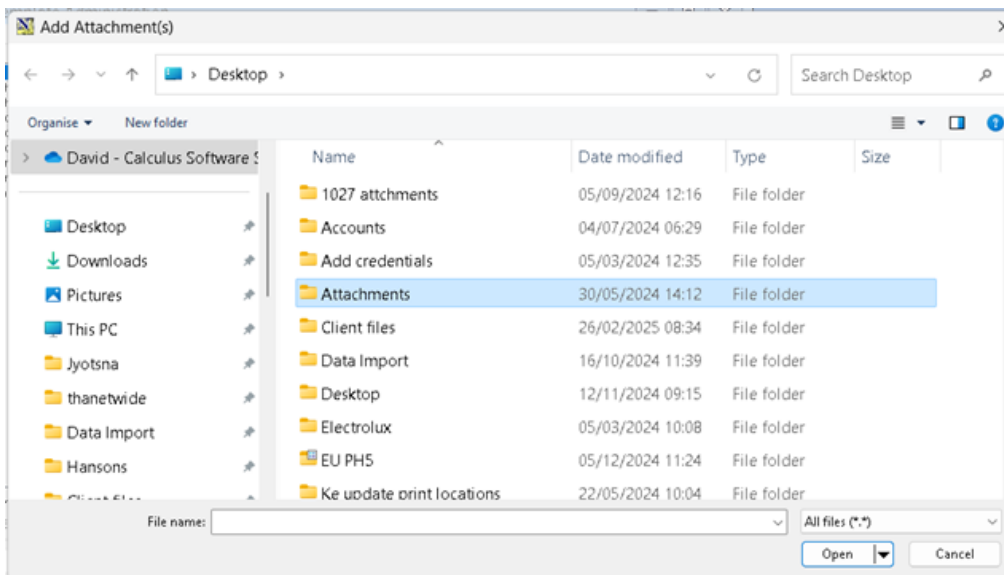 Add Attachment(s)
Desktop
Search Desktop
Organise New folder
David - Calculus Software S
Name Date modified Type Size
1027 attchments 05/09/2024 12:16 File folder
Desktop Accounts 04/07/2024 06:29 File folder
Downloads Add credentials 05/03/2024 12:35 File folder
Pictures Attachments 30/05/2024 14:12 File folder
This PC Client files 26/02/2025 08:34 File folder
Jyotsna Data Import 16/10/2024 11:39 File folder
thanetwide Desktop 12/11/2024 09:15 File folder
Data Import Electrolux 05/03/2024 10:08 File folder
Hansons EU PH5 05/12/2024 11:24 File folder
Client files Ke update print locations 22/05/2024 10:04 File folder
File name: All files (*.*)
Open Cancel